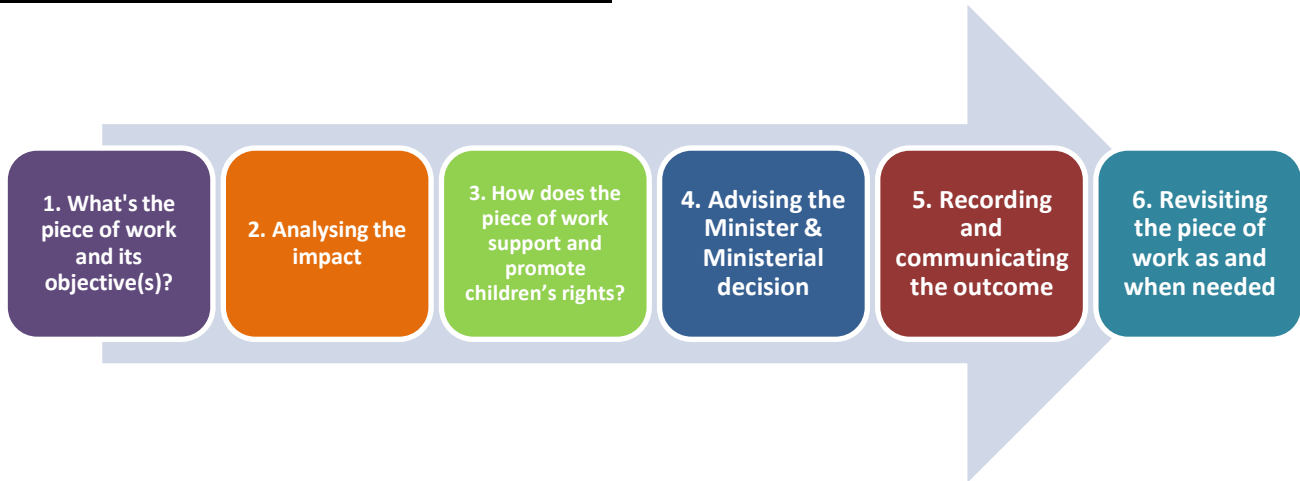 1. What's the
piece of work
and its
objective(s)?
2. Analysing the
impact
3. How does the
piece of work
support and
promote
children’s rights?
4. Advising the
Minister &
Ministerial
decision
5. Recording
and
communicating
the outcome
6. Revisiting
the piece of
work as and
when needed